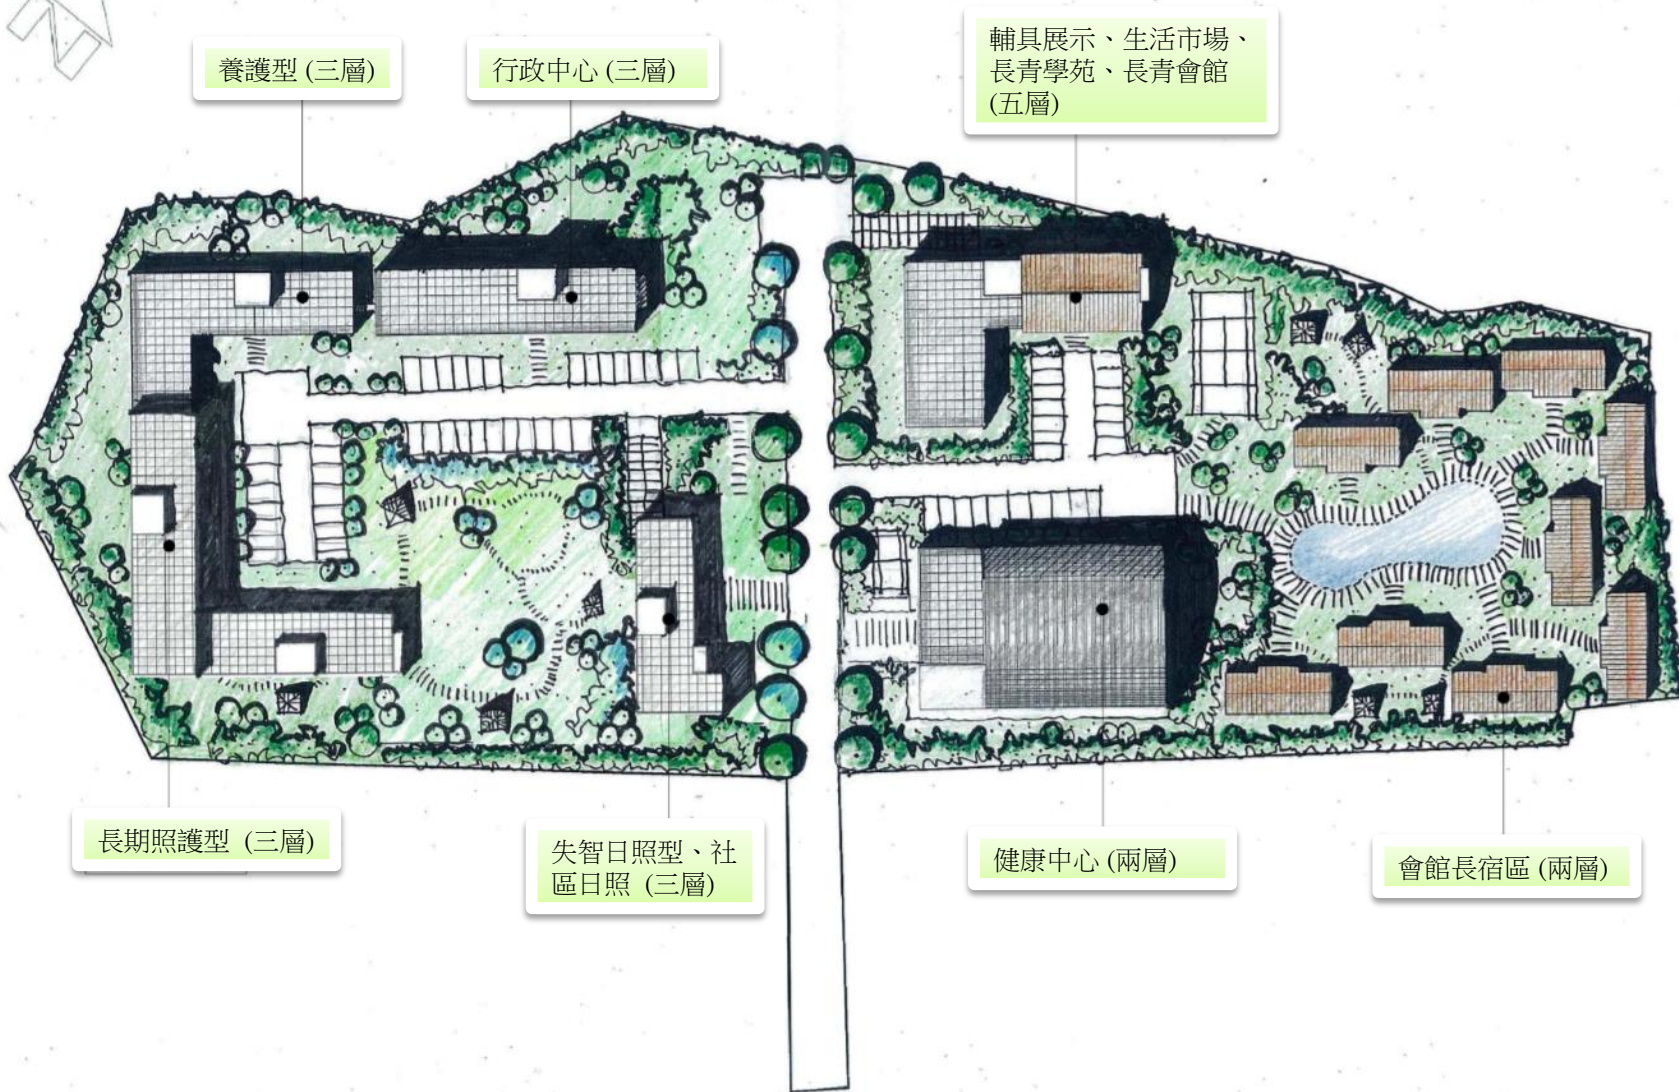 養護型 (三層)
行政中心 (三層)
輔具展示、生活市場、
長青學苑、長青會館
(五層)
長期照護型 (三層)
失智日照型、社
區日照 (三層)
健康中心 (兩層)
會館長宿區 (兩層)